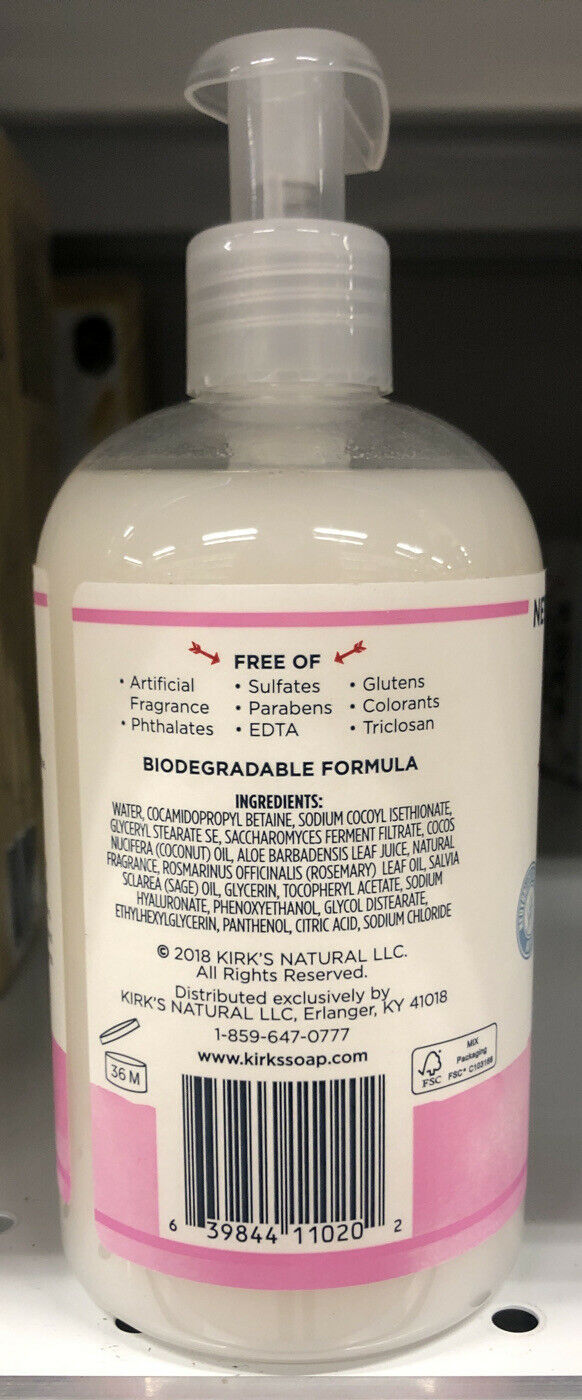 NE
FREE OF
• Artificial Fragrance
• Phthalates
• Sulfates
• Parabens
• EDTA
• Glutens
• Colorants
• Triclosan
BIODEGRADABLE FORMULA
INGREDIENTS:
WATER, COCAMIDOPROPYL BETAINE, SODIUM COCOYL ISETHIONATE,
GLYCERYL STEARATE SE, SACCHAROMYCES FERMENT FILTRATE, COCOS
NUCIFERA (COCONUT) OIL, ALOE BARBADENSIS LEAF JUICE, NATURAL
FRAGRANCE, ROSMARINUS OFFICINALIS (ROSEMARY) LEAF OIL, SALVIA
SCLAREA (SAGE) OIL, GLYCERIN, TOCOPHERYL ACETATE, SODIUM
HYALURONATE, PHENOXYETHANOL, GLYCOL DISTEARATE,
ETHYLHEXYLGLYCERIN, PANTHENOL, CITRIC ACID, SODIUM CHLORIDE
© 2018 KIRK'S NATURAL LLC.
All Rights Reserved.
Distributed exclusively by
KIRK'S NATURAL LLC, Erlanger, KY 41018
1-859-647-0777
www.kirkssoap.com
36 M
FSC
MIX
Packaging
FSC® C103166
6 39844 11020 2